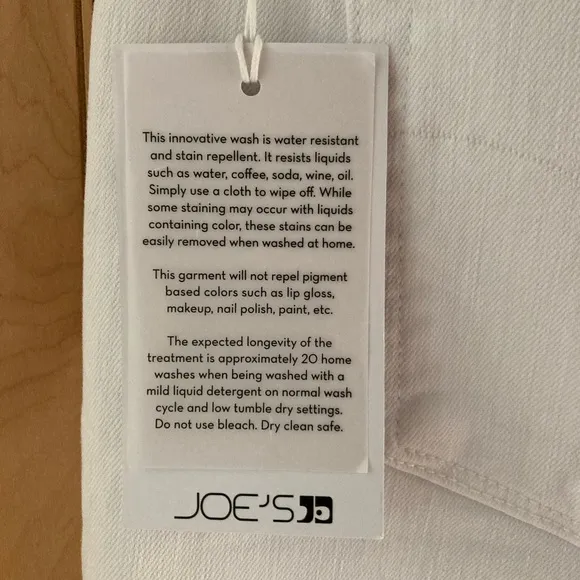 This innovative wash is water resistant
and stain repellent. It resists liquids
such as water, coffee, soda, wine, oil.
Simply use a cloth to wipe off. While
some staining may occur with liquids
containing color, these stains can be
easily removed when washed at home.
This garment will not repel pigment
based colors such as lip gloss,
makeup, nail polish, paint, etc.
The expected longevity of the
treatment is approximately 20 home
washes when being washed with a
mild liquid detergent on normal wash
cycle and low tumble dry settings.
Do not use bleach. Dry clean safe.
JOE'S